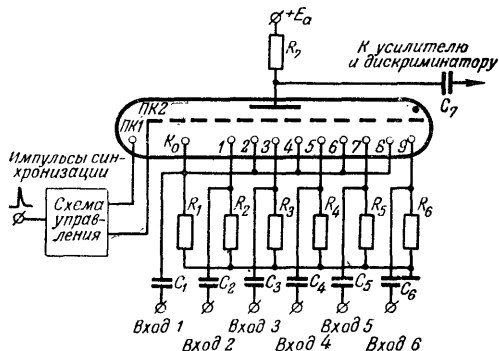 +Eа
R7
К усилителю
и дискриминатору
C7
ПК2
ПК1
K0
1 2 3 4 5 6 7 8 9
Импульсы син-
хронизации
Схема
управ-
ления
R1 R2 R3 R4 R5 R6
C1 C2 C3 C4 C5 C6
Вход 1 Вход 3 Вход 5
Вход 2 Вход 4 Вход 6